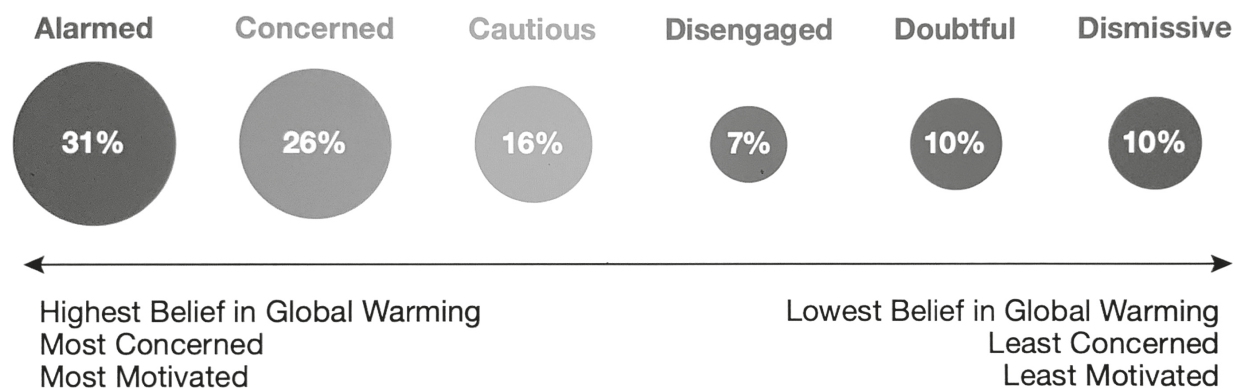 Alarmed Concerned Cautious Disengaged Doubtful Dismissive
31% 26% 16% 7% 10% 10%
Highest Belief in Global Warming
Most Concerned
Most Motivated
Lowest Belief in Global Warming
Least Concerned
Least Motivated